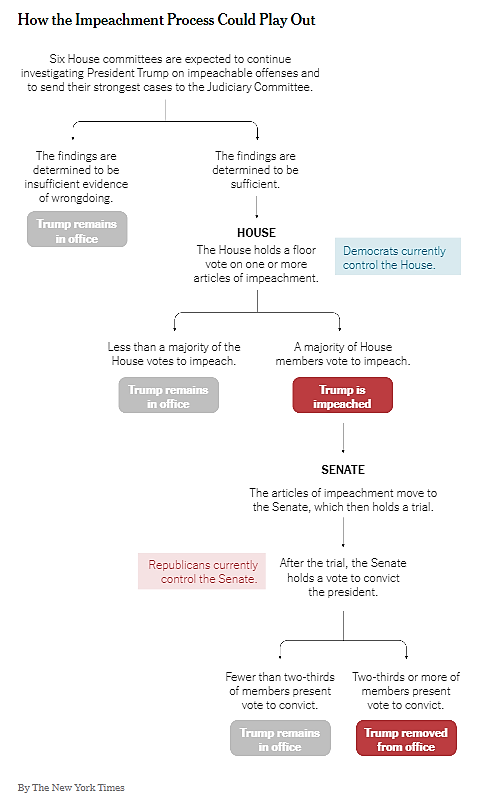 How the Impeachment Process Could Play Out
Six House committees are expected to continue
investigating President Trump on impeachable offenses and
to send their strongest cases to the Judiciary Committee.
The findings are
determined to be
insufficient evidence
of wrongdoing.
Trump remains
in office
The findings are
determined to be
sufficient.
HOUSE
The House holds a floor
vote on one or more
articles of impeachment.
Democrats currently
control the House.
Less than a majority of the
House votes to impeach.
Trump remains
in office
A majority of House
members vote to impeach.
Trump is
impeached
SENATE
The articles of impeachment move to
the Senate, which then holds a trial.
Republicans currently
control the Senate.
After the trial, the Senate
holds a vote to convict
the president.
Fewer than two-thirds
of members present
vote to convict.
Trump remains
in office
Two-thirds or more of
members present
vote to convict.
Trump removed
from office
By The New York Times